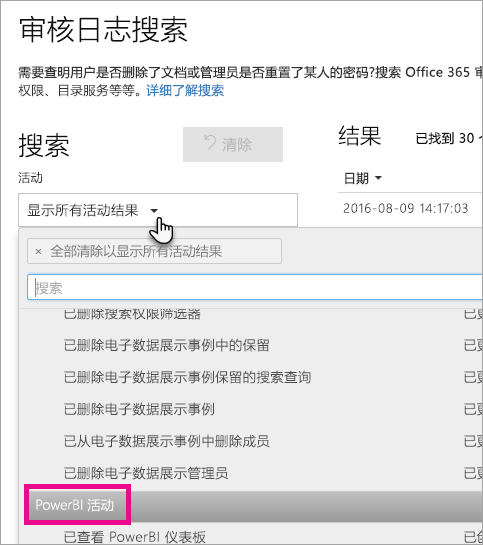 审核日志搜索
需要查明用户是否删除了文档或管理员是否重置了某人的密码?搜索 Office 365 审
权限、目录服务等等。详细了解搜索
搜索
清除
结果 已找到 30
活动
日期
显示所有活动结果
2016-08-09 14:17:03
× 全部清除以显示所有活动结果
搜索
已删除搜索权限筛选器
已删除电子数据展示事例中的保留
已删除电子数据展示事例保留的搜索查询
已删除电子数据展示事例
已从电子数据展示事例中删除成员
已删除电子数据展示管理员
PowerBI 活动
已查看 PowerBI 仪表板